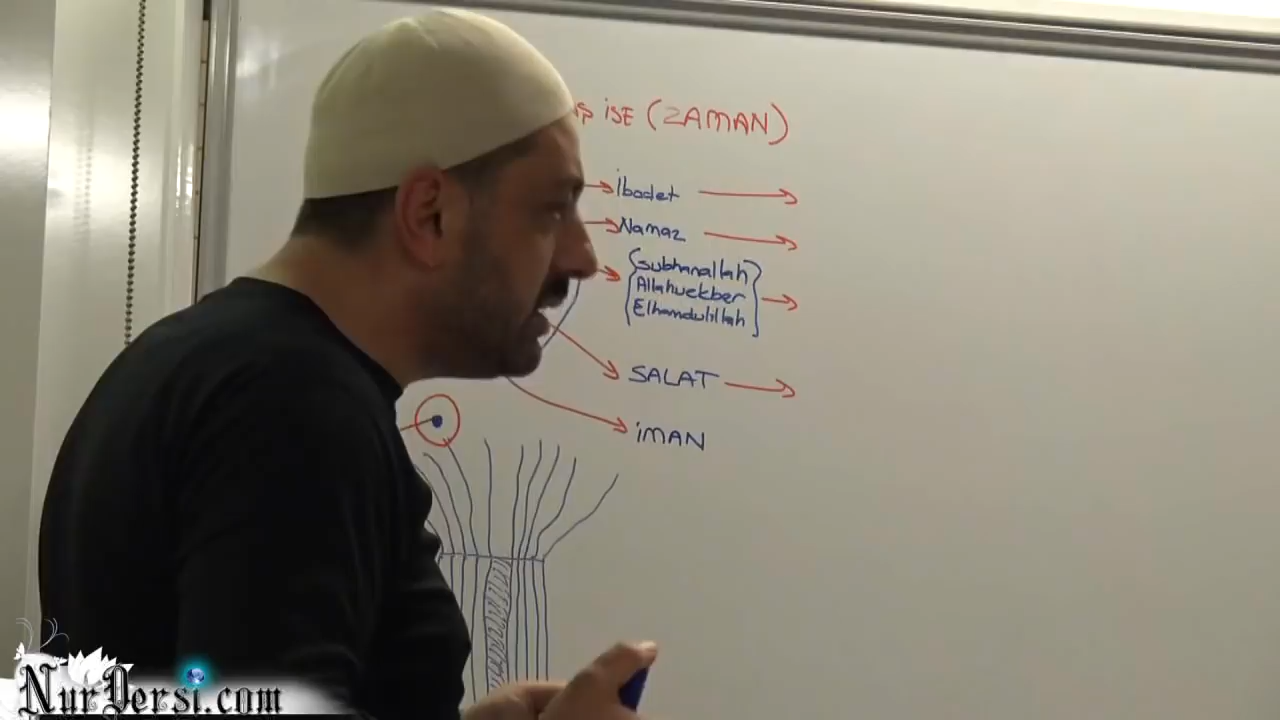 İSE (ZAMAN)
İbadet
Namaz
Subhanallah
Allahuekber
Elhamdulillah
SALAT
İMAN
NurDersi.com